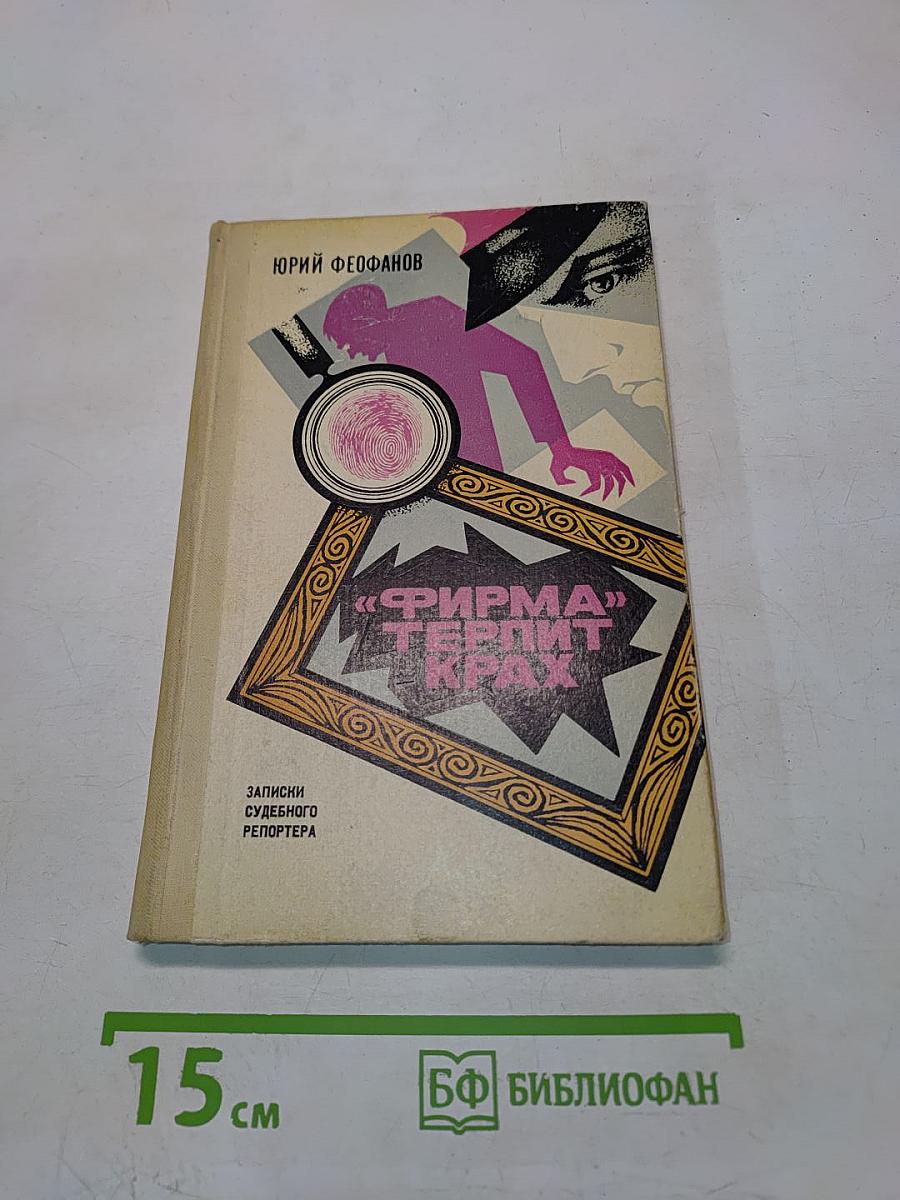 ЮРИЙ ФЕОФАНОВ
«ФИРМА»
ТЕРПИТ
КРАХ
ЗАПИСКИ
СУДЕБНОГО
РЕПОРТЕРА
15 см
БФ БИБЛИОФАН